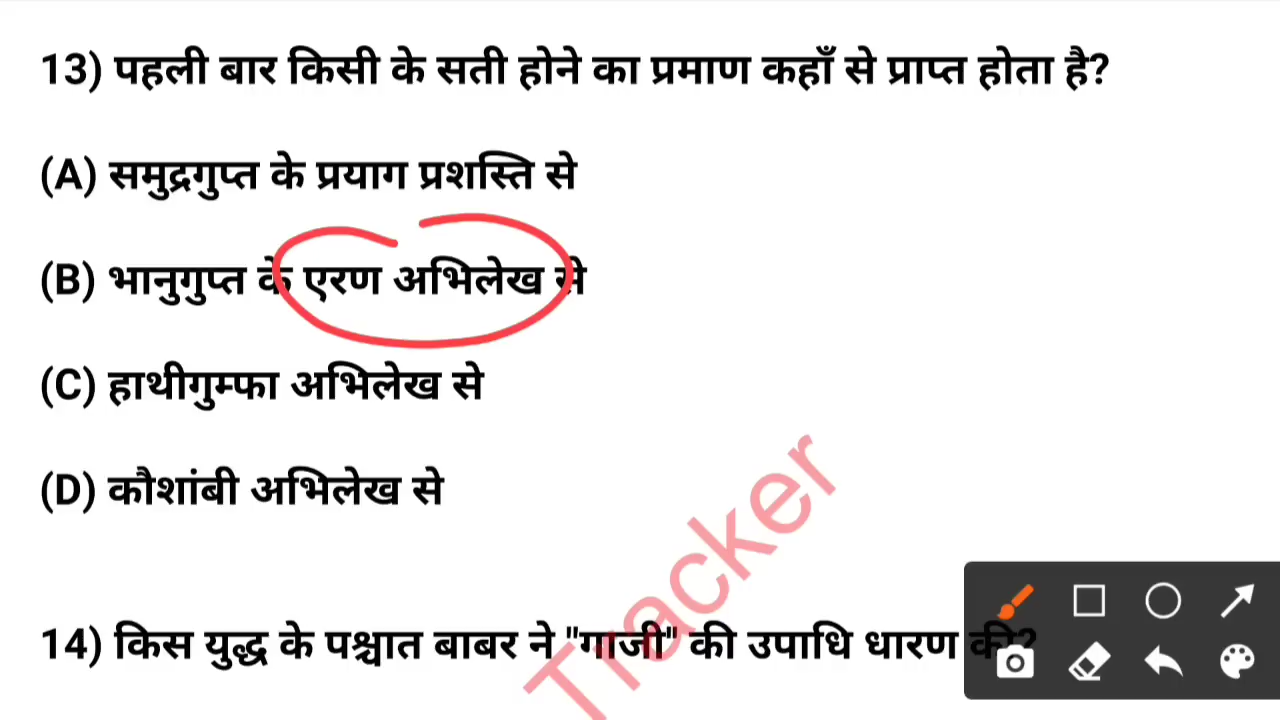 13) पहली बार किसी के सती होने का प्रमाण कहाँ से प्राप्त होता है?
(A) समुद्रगुप्त के प्रयाग प्रशस्ति से
(B) भानुगुप्त के एरण अभिलेख से
(C) हाथीगुम्फा अभिलेख से
(D) कौशांबी अभिलेख से
Tracker
14) किस युद्ध के पश्चात बाबर ने "गाजी" की उपाधि धारण की?